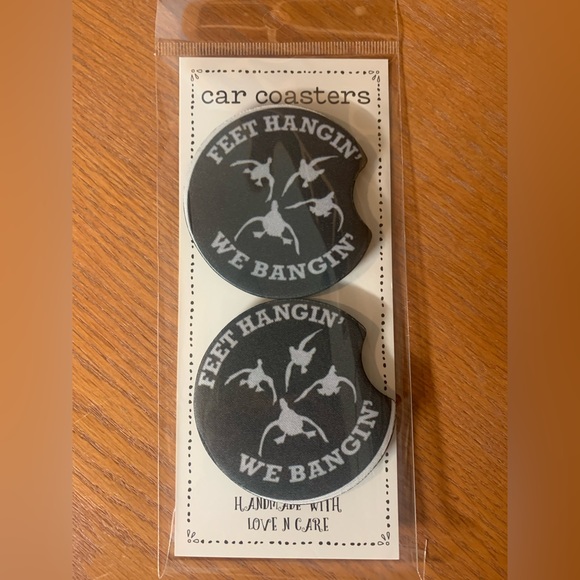 car coasters
FEET HANGIN'
WE BANGIN'
FEET HANGIN'
WE BANGIN'
HANDMADE WITH
LOVE N CARE